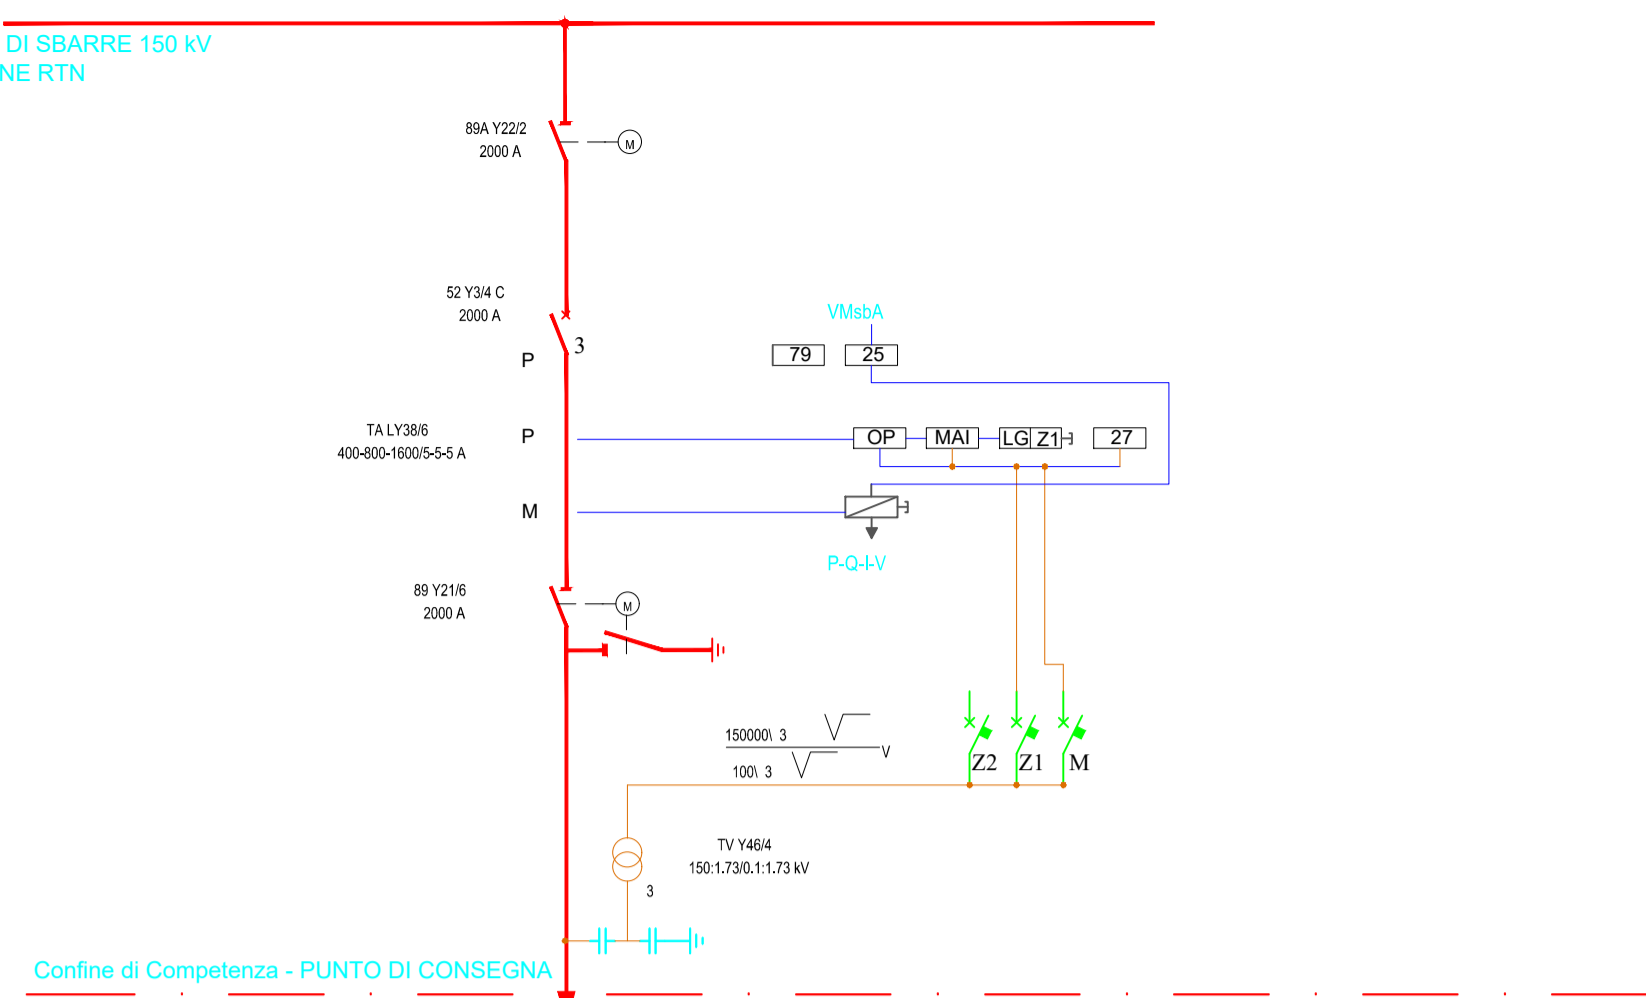 DI SBARRE 150 kV
NE RTN
89A Y22/2
2000 A
M
52 Y3/4 C
2000 A
3
P
VMsbA
79
25
TA LY38/6
400-800-1600/5-5-5 A
P
OP
MAI
LG
Z1
27
M
P-Q-I-V
89 Y21/6
2000 A
M
150000\ 3
V
100\ 3
Z2
Z1
M
TV Y46/4
150:1.73/0.1:1.73 kV
3
Confine di Competenza - PUNTO DI CONSEGNA